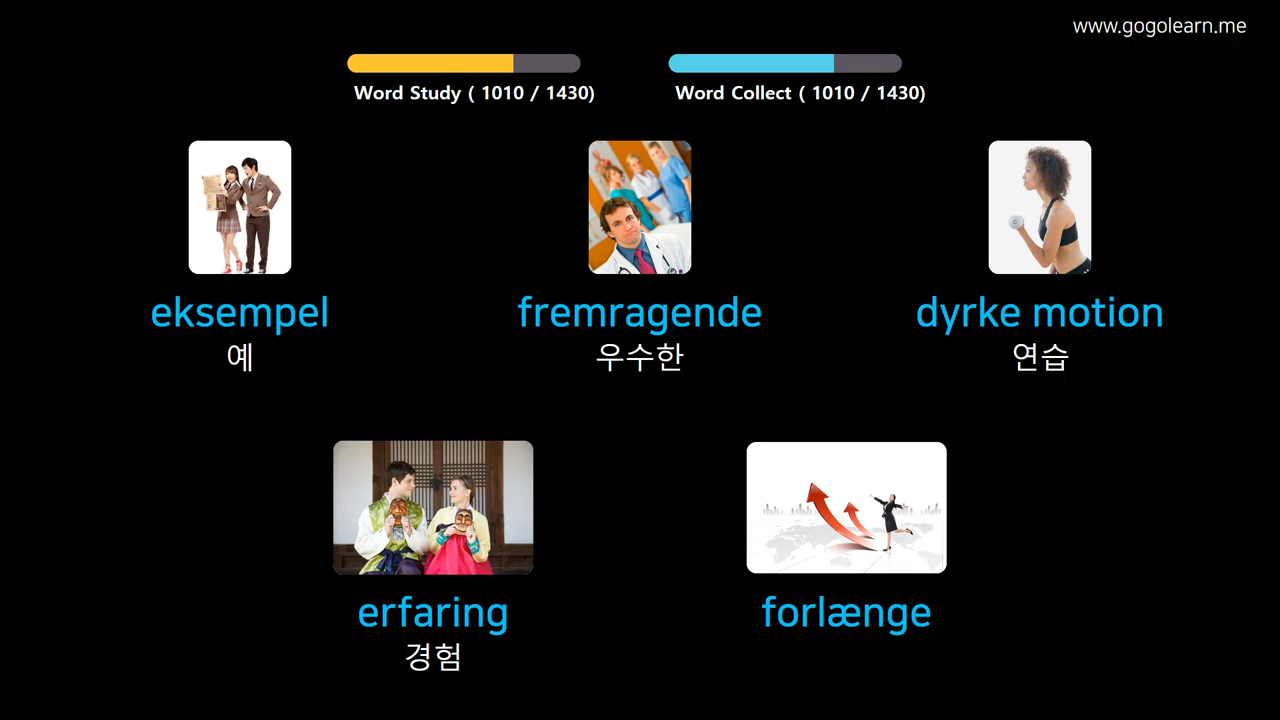 www.gogolearn.me
Word Study ( 1010 / 1430)
Word Collect ( 1010 / 1430)
eksempel
예
fremragende
우수한
dyrke motion
연습
erfaring
경험
forlænge